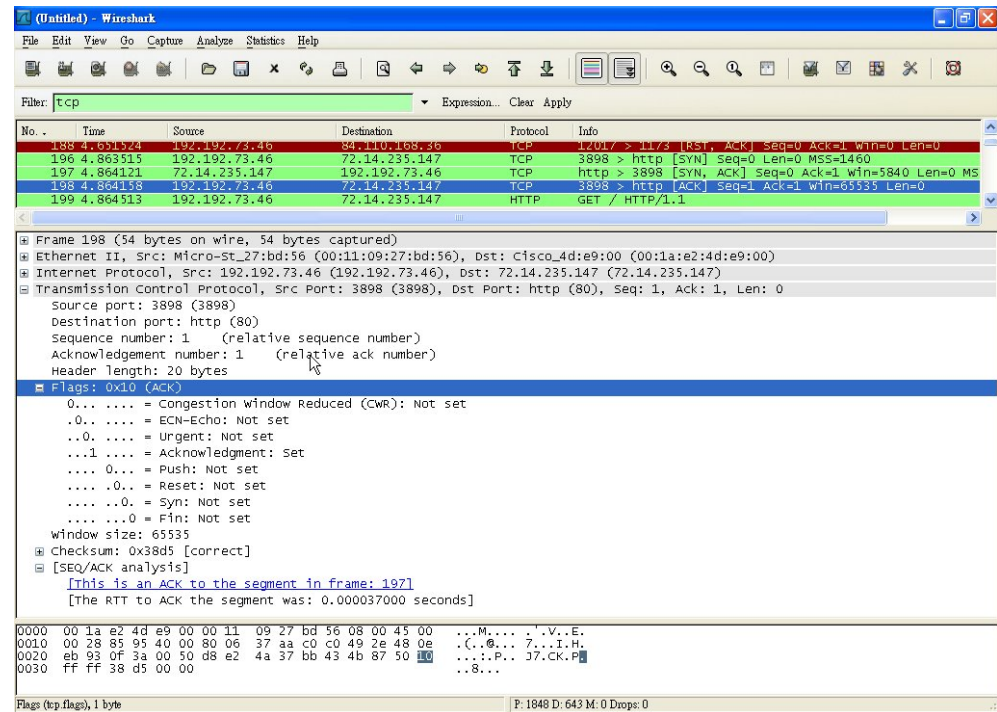 (Untitled) - Wireshark
File Edit View Go Capture Analyze Statistics Help
Filter: tcp Expression... Clear Apply
No. . Time Source Destination Protocol Info
188 4.651524 192.192.73.46 84.110.168.36 TCP 12017 > 1173 [RST, ACK] Seq=0 Ack=1 Win=0 Len=0
196 4.863515 192.192.73.46 72.14.235.147 TCP 3898 > http [SYN] Seq=0 Len=0 MSS=1460
197 4.864121 72.14.235.147 192.192.73.46 TCP http > 3898 [SYN, ACK] Seq=0 Ack=1 Win=5840 Len=0 MS
198 4.864158 192.192.73.46 72.14.235.147 TCP 3898 > http [ACK] Seq=1 Ack=1 Win=65535 Len=0
199 4.864513 192.192.73.46 72.14.235.147 HTTP GET / HTTP/1.1
Frame 198 (54 bytes on wire, 54 bytes captured)
Ethernet II, Src: Micro-St_27:bd:56 (00:11:09:27:bd:56), Dst: Cisco_4d:e9:00 (00:1a:e2:4d:e9:00)
Internet Protocol, Src: 192.192.73.46 (192.192.73.46), Dst: 72.14.235.147 (72.14.235.147)
Transmission Control Protocol, Src Port: 3898 (3898), Dst Port: http (80), Seq: 1, Ack: 1, Len: 0
Source port: 3898 (3898)
Destination port: http (80)
Sequence number: 1 (relative sequence number)
Acknowledgement number: 1 (relative ack number)
Header length: 20 bytes
Flags: 0x10 (ACK)
0... .... = Congestion Window Reduced (CWR): Not set
.0.. .... = ECN-Echo: Not set
..0. .... = Urgent: Not set
...1 .... = Acknowledgment: Set
.... 0... = Push: Not set
.... .0.. = Reset: Not set
.... ..0. = Syn: Not set
.... ...0 = Fin: Not set
Window size: 65535
Checksum: 0x38d5 [correct]
[SEQ/ACK analysis]
[This is an ACK to the segment in frame: 197]
[The RTT to ACK the segment was: 0.000037000 seconds]
0000 00 1a e2 4d e9 00 00 11 09 27 bd 56 08 00 45 00 ...M.... .'.V..E.
0010 00 28 85 95 40 00 80 06 37 aa c0 c0 49 2e 48 0e .(..@... 7...I.H.
0020 eb 93 0f 3a 00 50 d8 e2 4a 37 bb 43 4b 87 50 10 ...:.P.. J7.CK.P.
0030 ff ff 38 d5 00 00 ..8...
Flags (tcp.flags), 1 byte P: 1848 D: 643 M: 0 Drops: 0